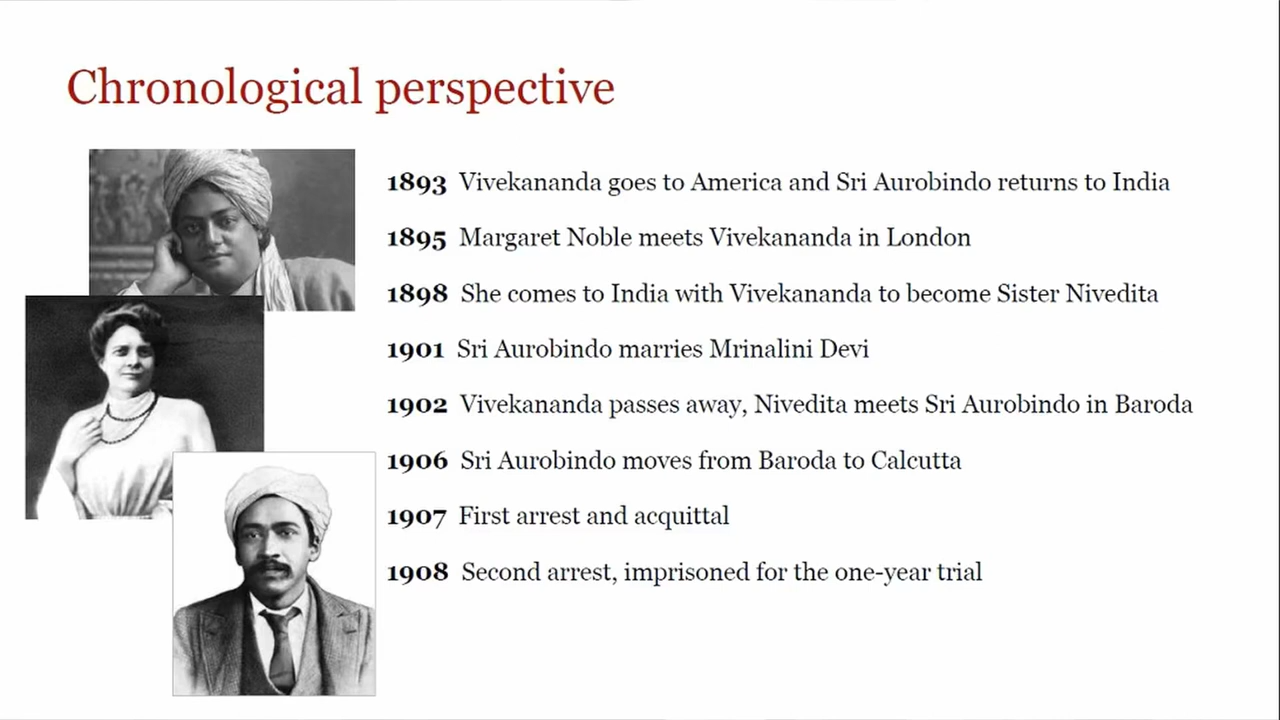 Chronological perspective
1893 Vivekananda goes to America and Sri Aurobindo returns to India
1895 Margaret Noble meets Vivekananda in London
1898 She comes to India with Vivekananda to become Sister Nivedita
1901 Sri Aurobindo marries Mrinalini Devi
1902 Vivekananda passes away, Nivedita meets Sri Aurobindo in Baroda
1906 Sri Aurobindo moves from Baroda to Calcutta
1907 First arrest and acquittal
1908 Second arrest, imprisoned for the one-year trial